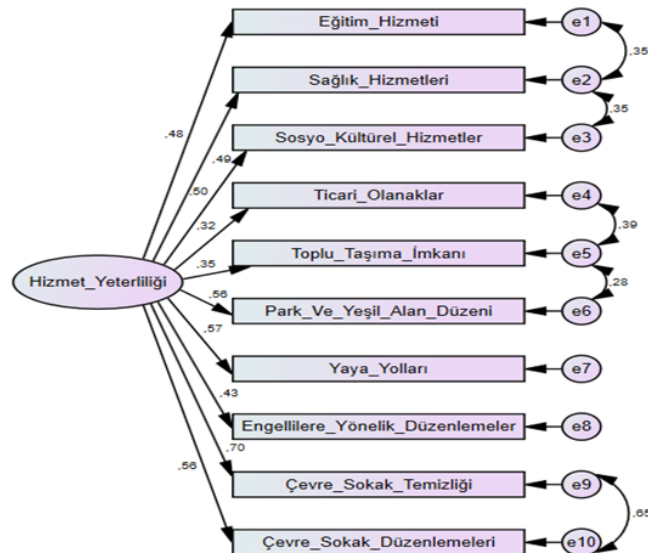 Eğitim_Hizmeti
e1
,35
Sağlık_Hizmetleri
e2
,35
,48
Sosyo_Kültürel_Hizmetler
e3
,49
,50
Ticari_Olanaklar
e4
,32
,39
,35
Toplu_Taşıma_İmkanı
e5
Hizmet_Yeterliliği
,28
,56
Park_Ve_Yeşil_Alan_Düzeni
e6
,57
Yaya_Yolları
e7
,43
Engellilere_Yönelik_Düzenlemeler
e8
,70
,56
Çevre_Sokak_Temizliği
e9
,65
Çevre_Sokak_Düzenlemeleri
e10